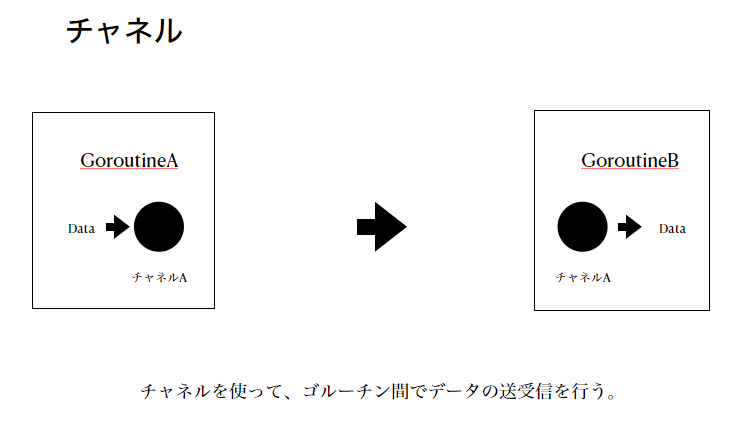 チャネル
GoroutineA
Data
チャネルA
GoroutineB
Data
チャネルA
チャネルを使って、ゴルーチン間でデータの送受信を行う。